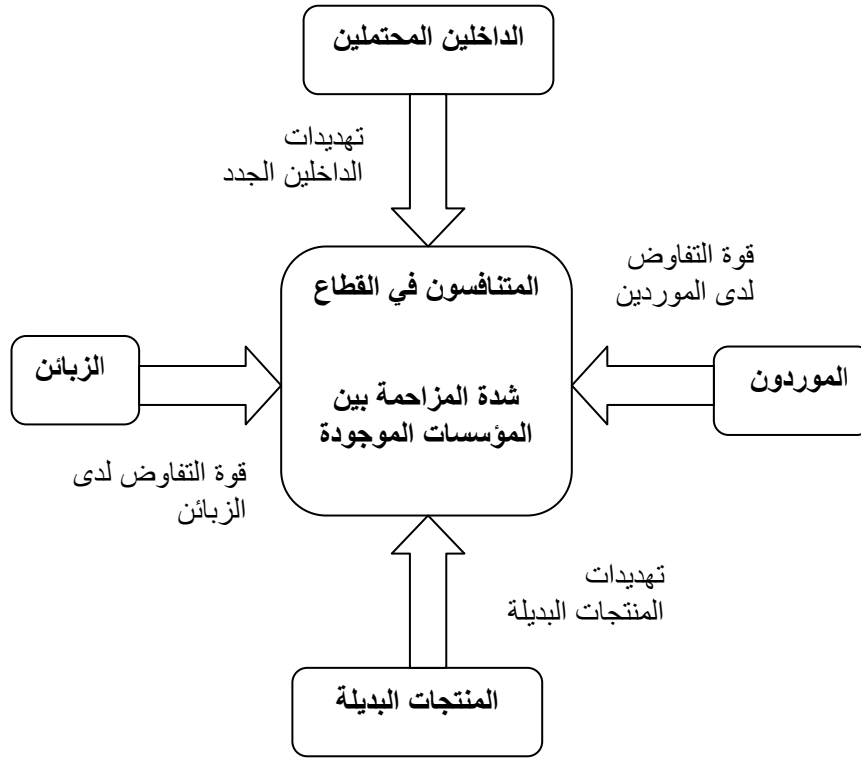 الداخلين المحتملين
تهديدات
الداخلين الجدد
قوة التفاوض
لدى الموردين
المتنافسون في القطاع
الموردون
الزبائن
شدة المزاحمة بين
المؤسسات الموجودة
قوة التفاوض لدى
الزبائن
تهديدات
المنتجات البديلة
المنتجات البديلة